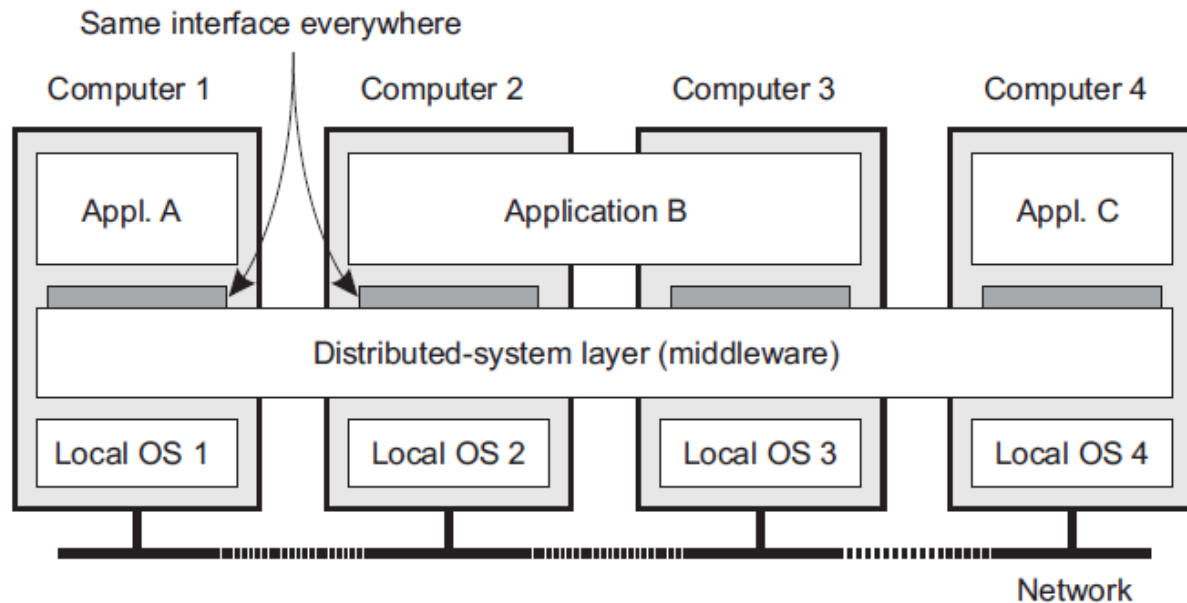 Same interface everywhere
Computer 1
Computer 2
Computer 3
Computer 4
Appl. A
Application B
Appl. C
Distributed-system layer (middleware)
Local OS 1
Local OS 2
Local OS 3
Local OS 4
Network